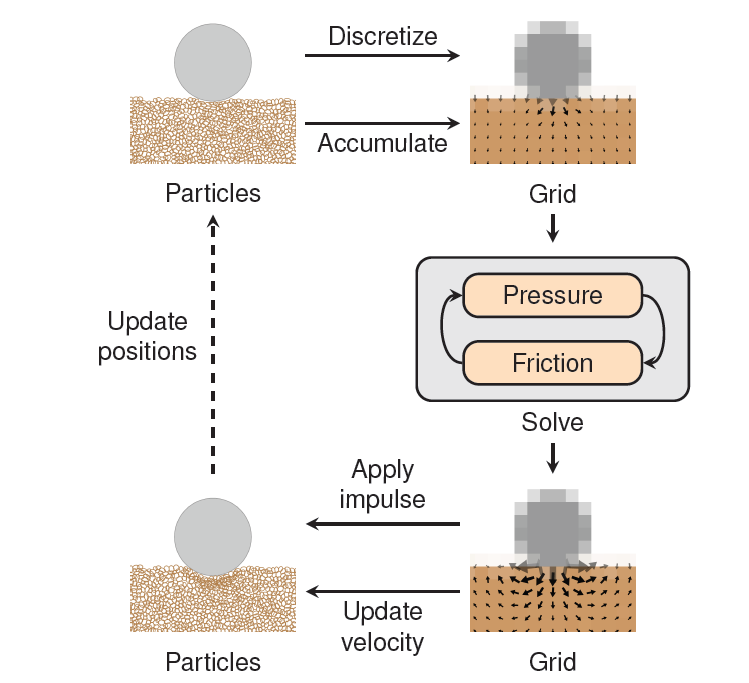 Discretize
Accumulate
Particles
Grid
Pressure
Friction
Solve
Update
positions
Apply
impulse
Update
velocity
Particles
Grid